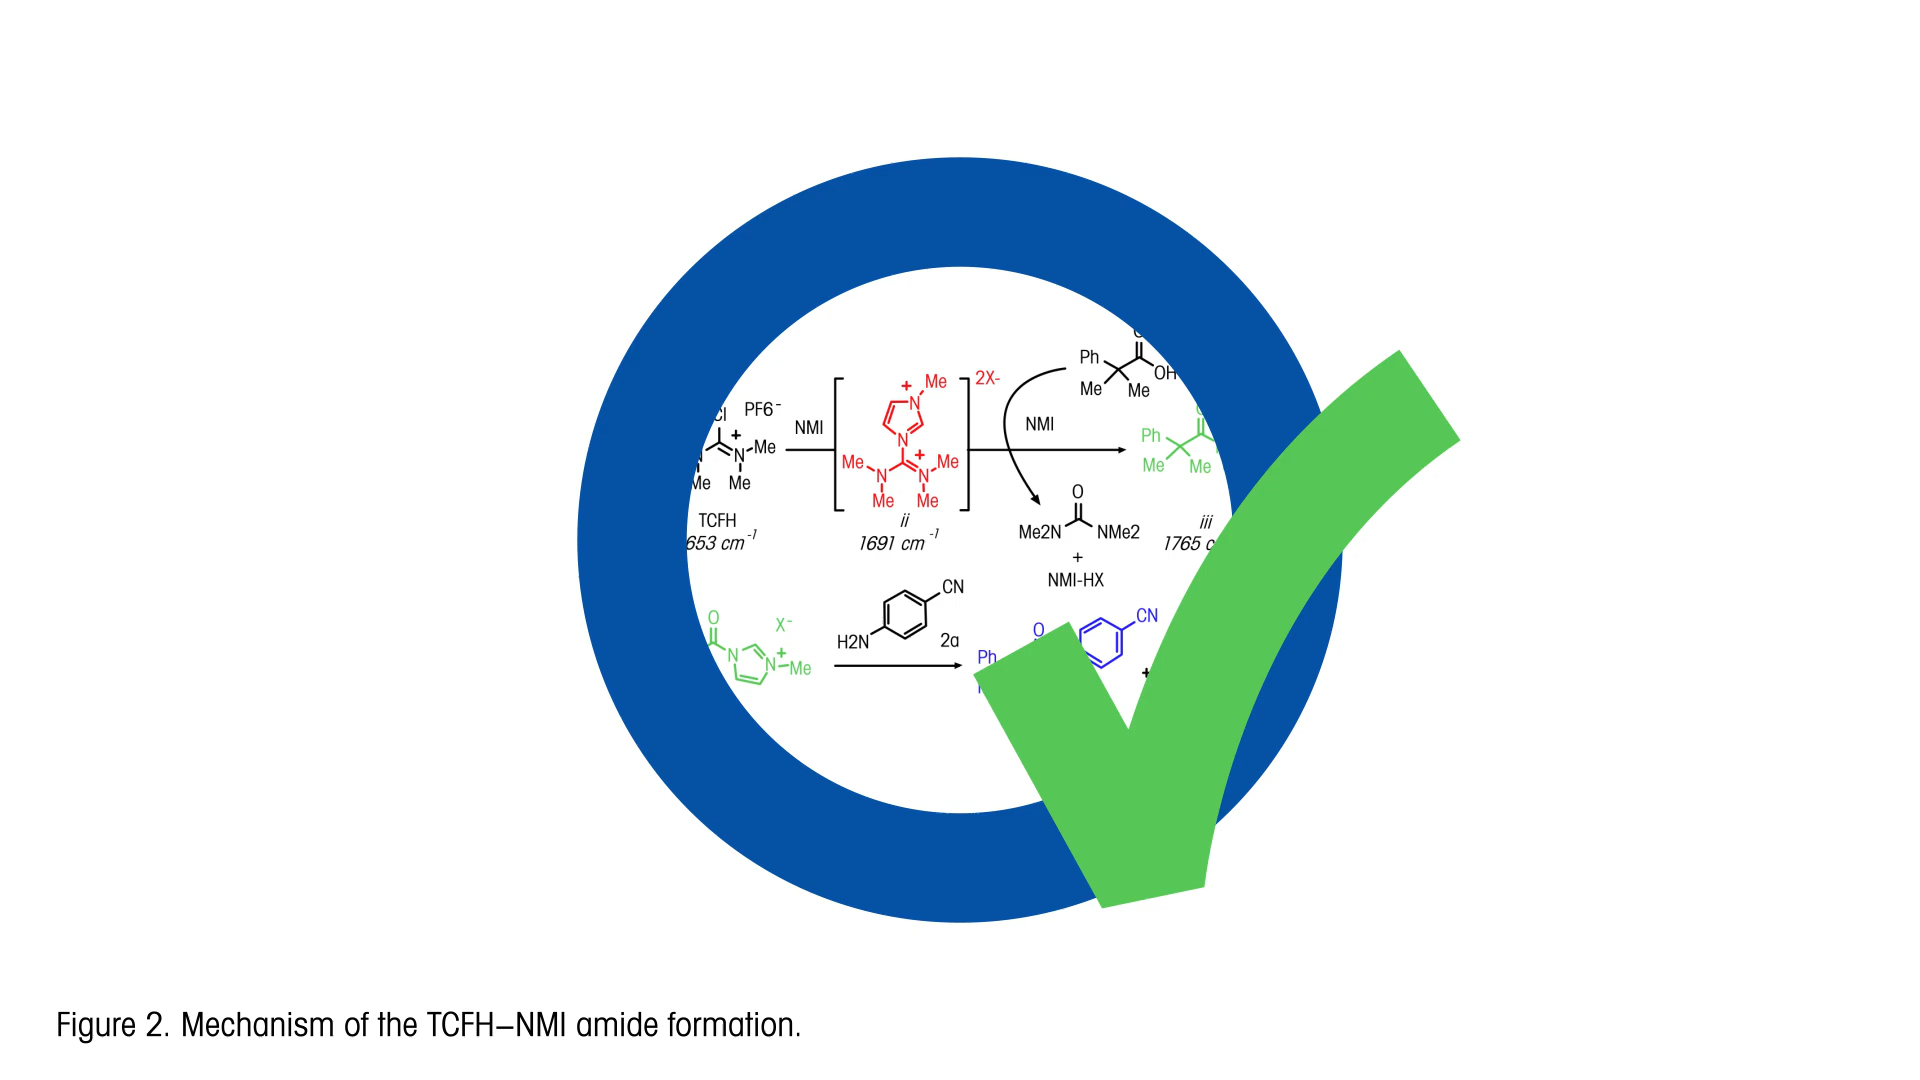 O
Ph
OH
Me Me
2X-
+ Me
N
Cl PF6-
NMI
NMI
Ph
Me Me
+
N Me
Me Me
N
+
Me Me
N N
Me Me
O
TCFH
653 cm-1
ii
1691 cm-1
Me2N NMe2
+
NMI-HX
iii
1765 c
CN
H2N
2a
O
X-
N
+
N Me
O
CN
Ph
+
Figure 2. Mechanism of the TCFH–NMI amide formation.